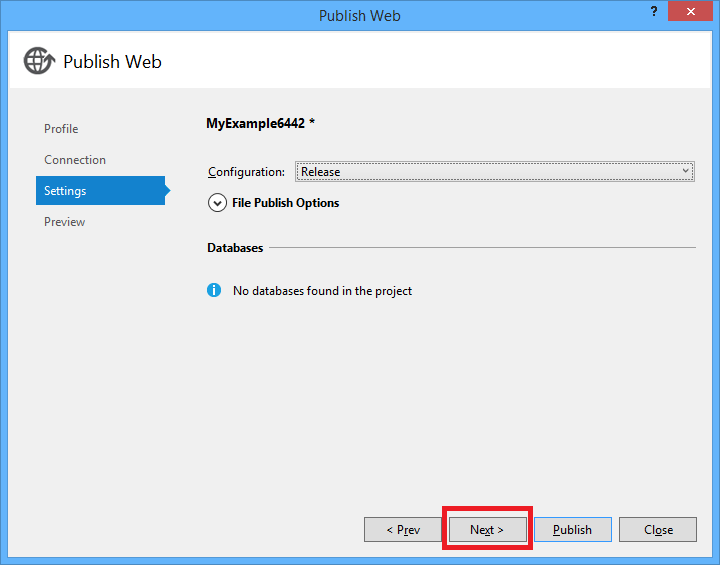 Publish Web
?
Publish Web
Profile
Connection
Settings
Preview
MyExample6442 *
Configuration: Release
File Publish Options
Databases
No databases found in the project
< Prev Next > Publish Close